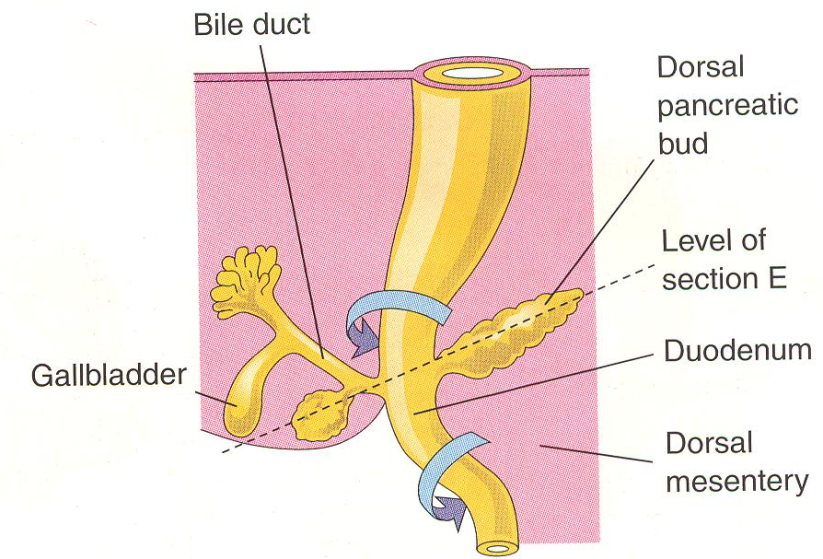 Bile duct
Dorsal
pancreatic
bud
Level of
section E
Duodenum
Gallbladder
Dorsal
mesentery